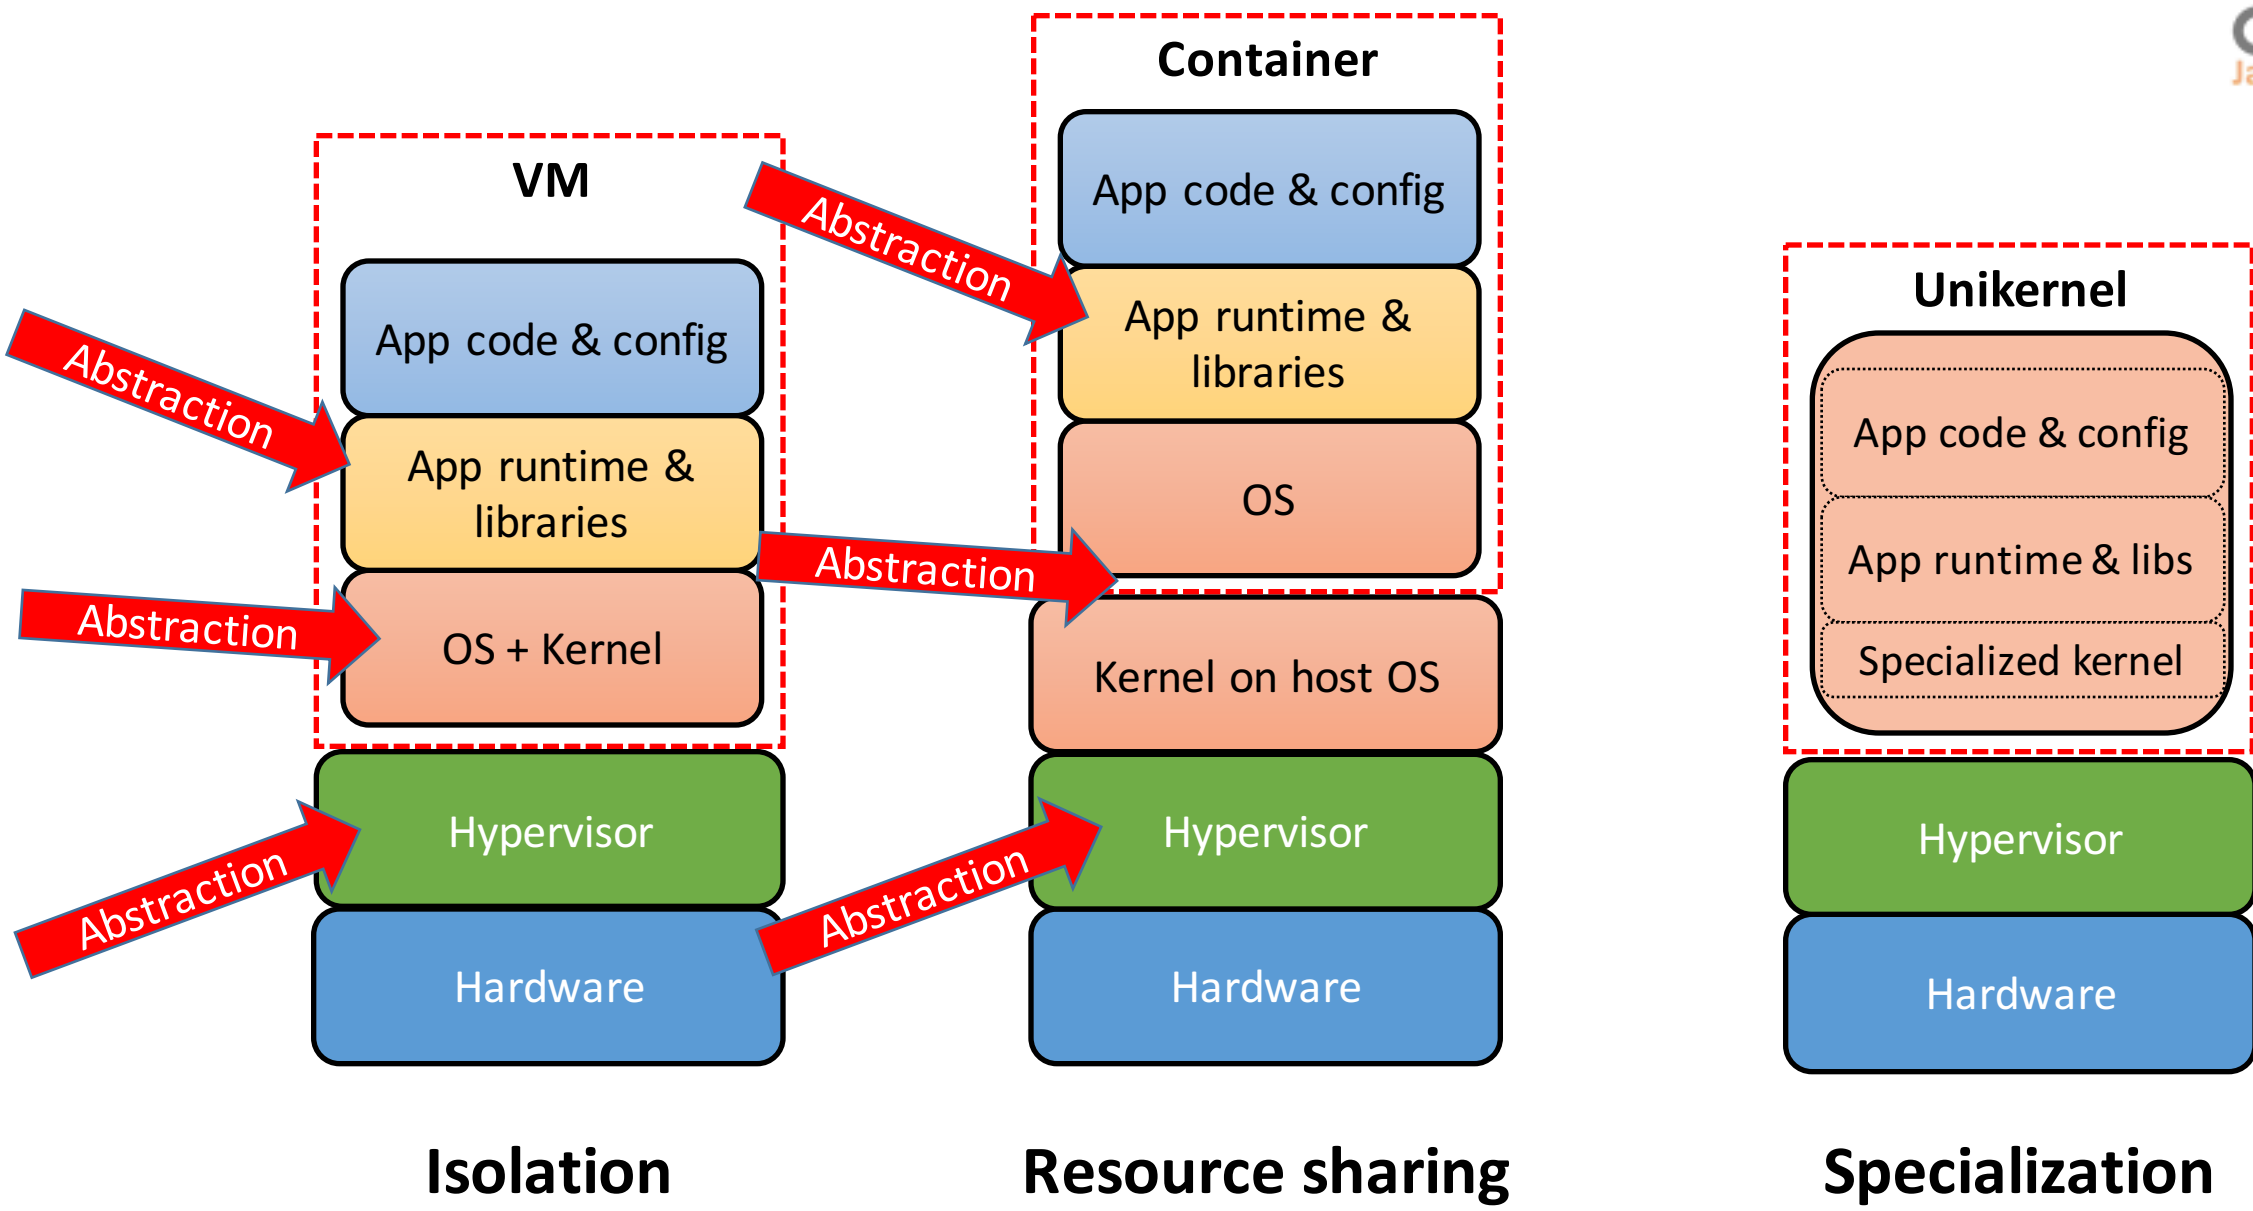 VM
App code & config
App runtime &
libraries
OS + Kernel
Hypervisor
Hardware
Isolation
Abstraction
Abstraction
Abstraction
Container
App code & config
App runtime &
libraries
OS
Kernel on host OS
Hypervisor
Hardware
Resource sharing
Abstraction
Abstraction
Abstraction
Unikernel
App code & config
App runtime & libs
Specialized kernel
Hypervisor
Hardware
Specialization